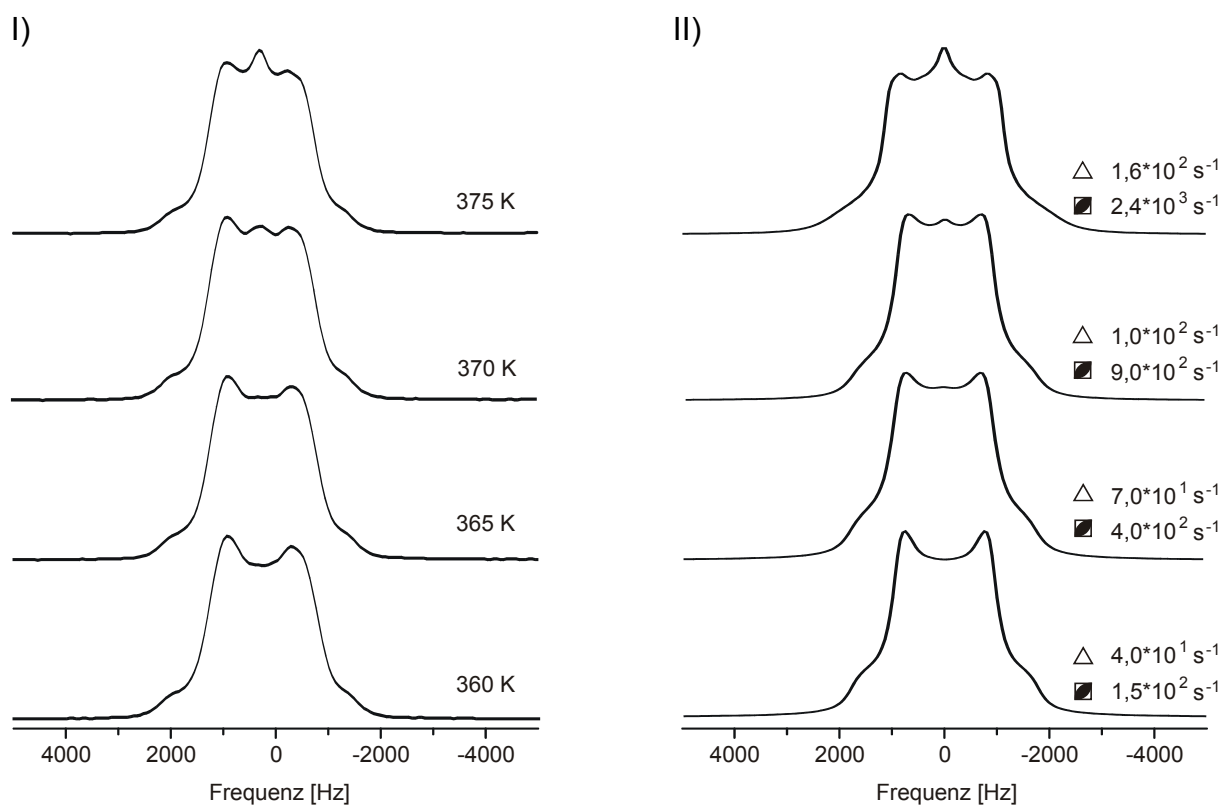 I)
375 K
370 K
365 K
360 K
4000 2000 0 -2000 -4000
Frequenz [Hz]
II)
1,6*10² s⁻¹
2,4*10³ s⁻¹
1,0*10² s⁻¹
9,0*10² s⁻¹
7,0*10¹ s⁻¹
4,0*10² s⁻¹
4,0*10¹ s⁻¹
1,5*10² s⁻¹
4000 2000 0 -2000 -4000
Frequenz [Hz]